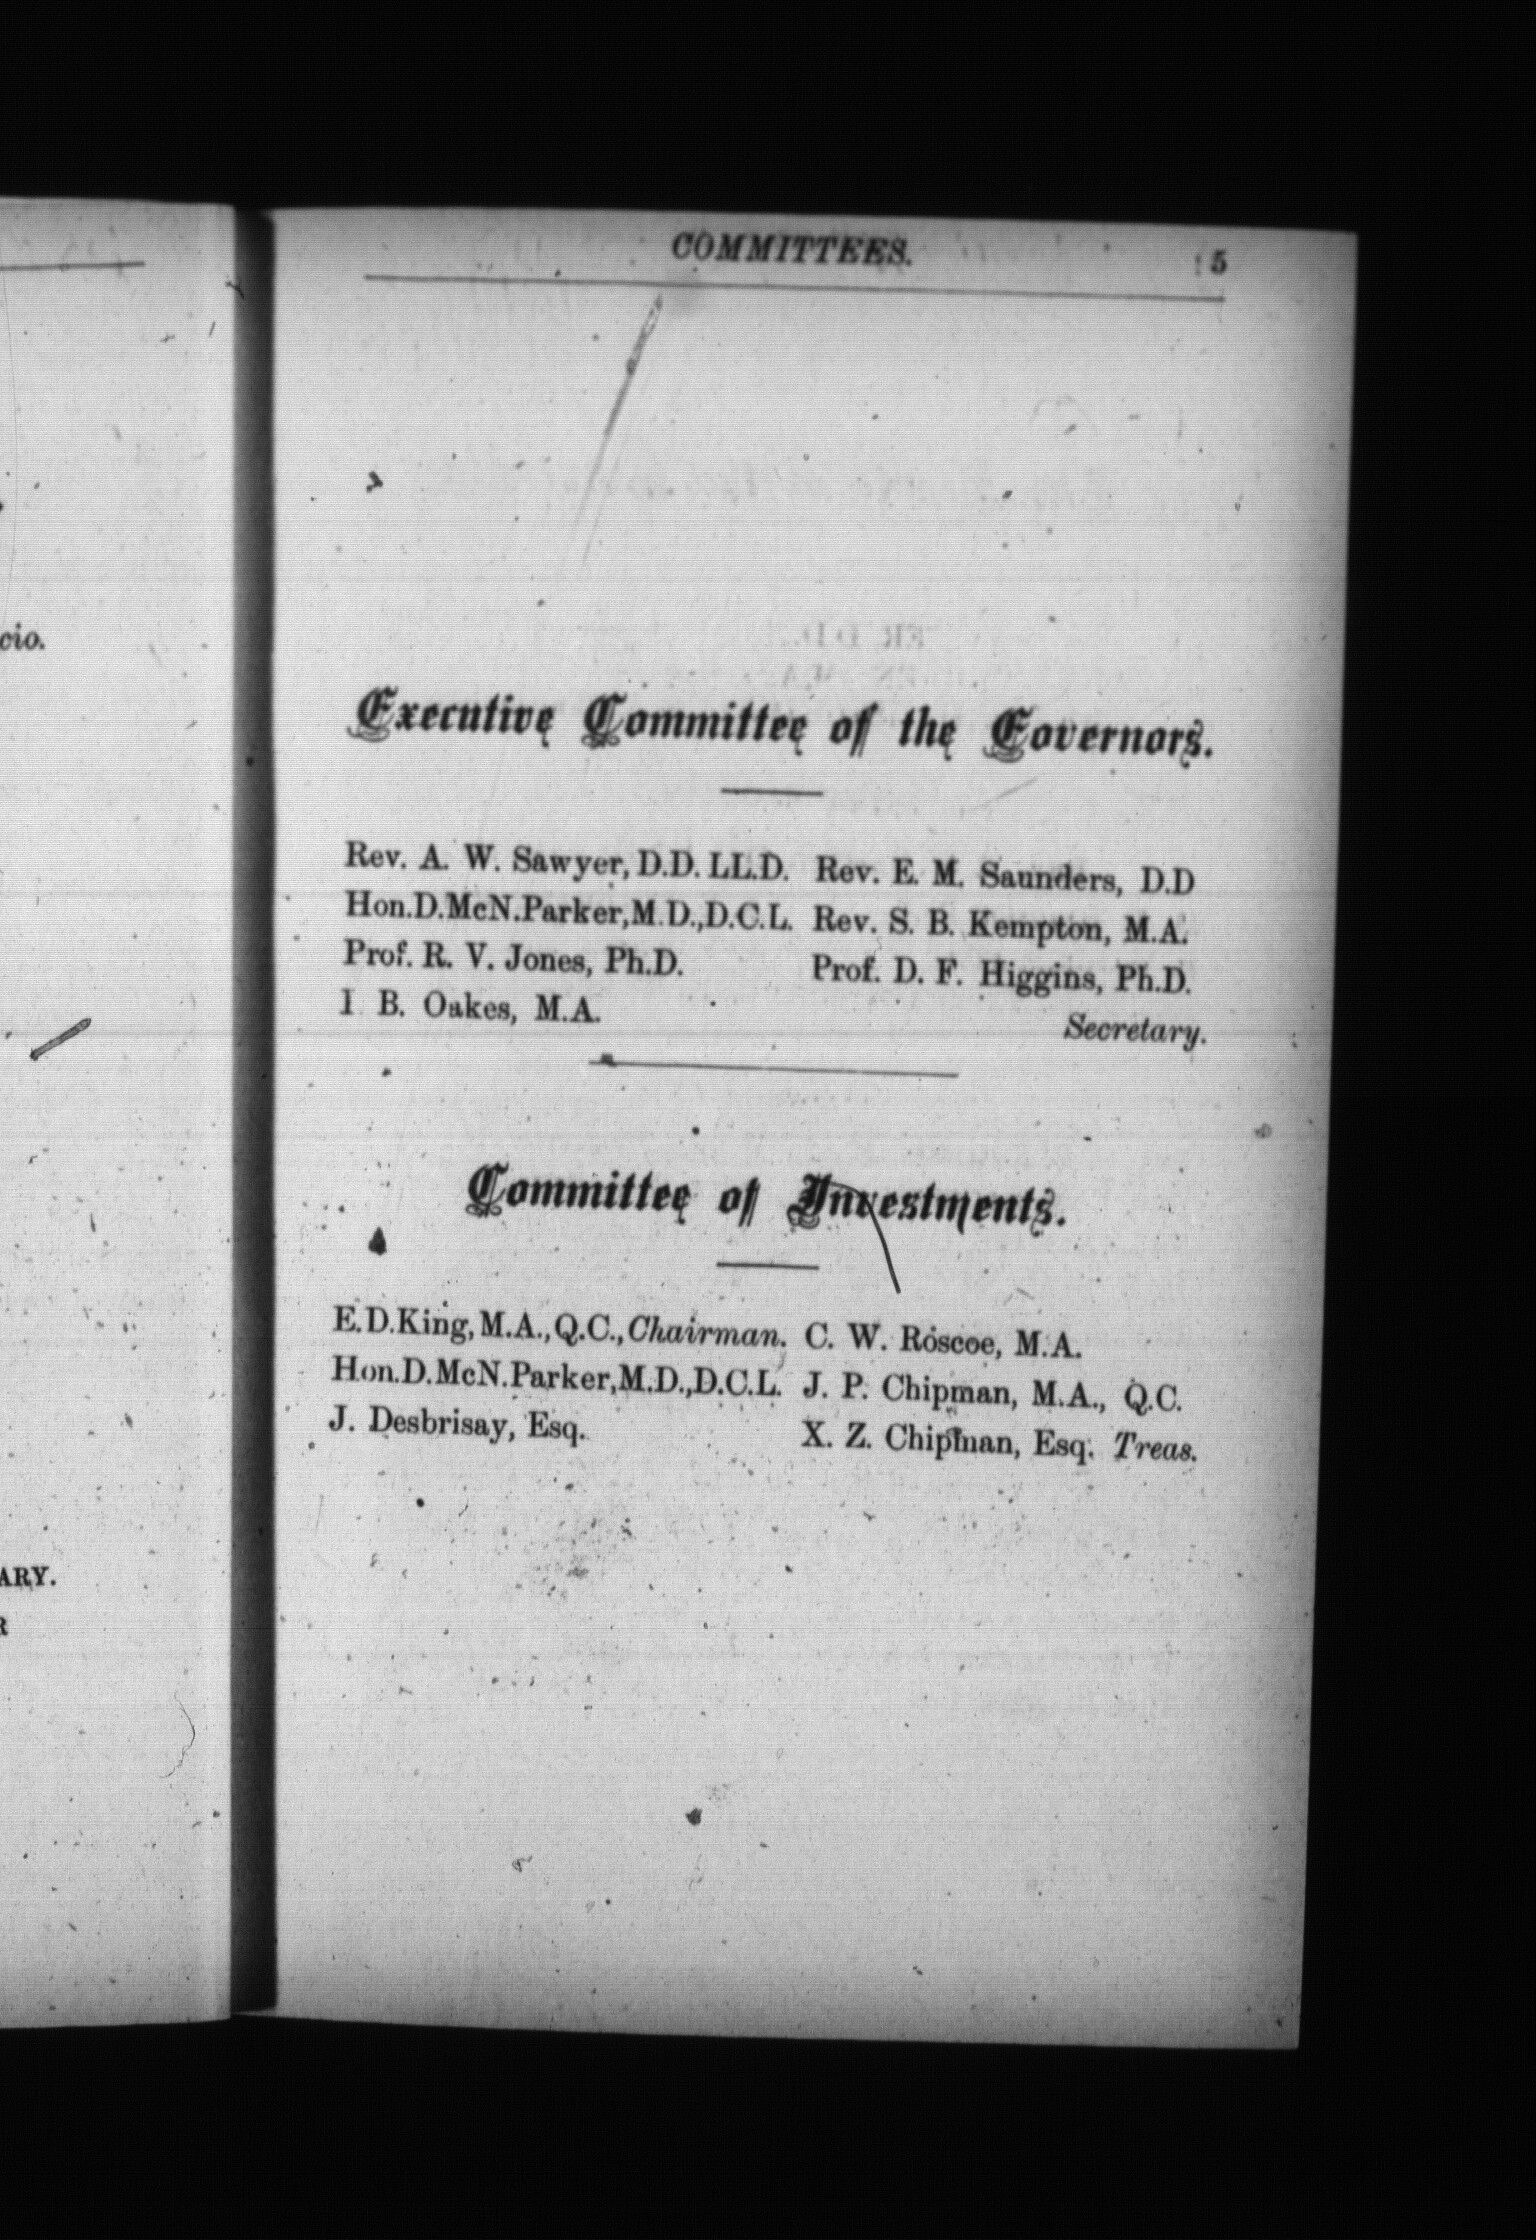 cio.
ARY.
R
COMMITTEES. 5
Executive Committee of the Governors.
Rev. A. W. Sawyer, D.D. LL.D. Rev. E. M. Saunders, D.D
Hon.D.McN.Parker,M.D.,D.C.L. Rev. S. B. Kempton, M.A.
Prof. R. V. Jones, Ph.D. Prof. D. F. Higgins, Ph.D.
I B. Oakes, M.A. Secretary.
Committee of Investments.
E.D.King, M.A., Q.C., Chairman. C. W. Roscoe, M.A.
Hon.D.McN.Parker,M.D.,D.C.L. J. P. Chipman, M.A., Q.C.
J. Desbrisay, Esq. X. Z. Chipman, Esq. Treas.